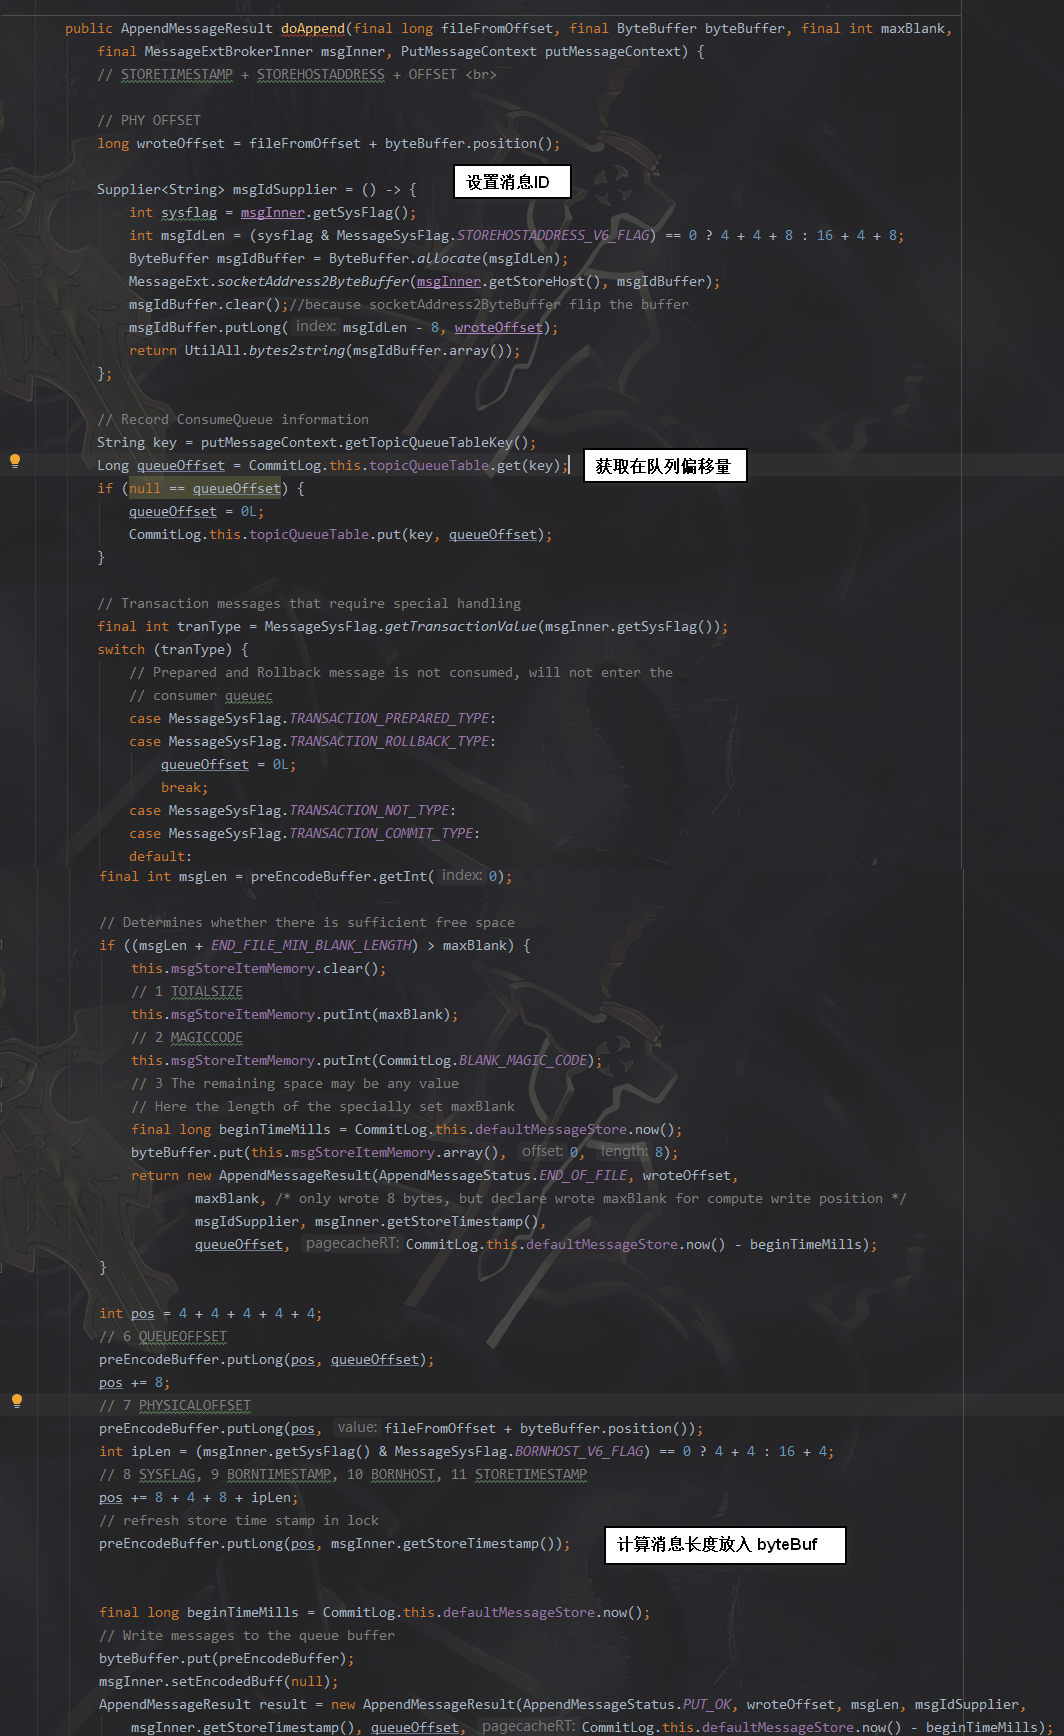 public AppendMessageResult doAppend(final long fileFromOffset, final ByteBuffer byteBuffer, final int maxBlank,
final MessageExtBrokerInner msgInner, PutMessageContext putMessageContext) {
// STORETIMESTAMP + STOREHOSTADDRESS + OFFSET <br>
// PHY OFFSET
long wroteOffset = fileFromOffset + byteBuffer.position();
设置消息ID
Supplier<String> msgIdSupplier = () -> {
int sysflag = msgInner.getSysFlag();
int msgIdLen = (sysflag & MessageSysFlag.STOREHOSTADDRESS_V6_FLAG) == 0 ? 4 + 4 + 8 : 16 + 4 + 8;
ByteBuffer msgIdBuffer = ByteBuffer.allocate(msgIdLen);
MessageExt.socketAddress2ByteBuffer(msgInner.getStoreHost(), msgIdBuffer);
msgIdBuffer.clear();//because socketAddress2ByteBuffer flip the buffer
msgIdBuffer.putLong( index: msgIdLen - 8, wroteOffset);
return UtilAll.bytes2string(msgIdBuffer.array());
};
// Record ConsumeQueue information
String key = putMessageContext.getTopicQueueTableKey();
Long queueOffset = CommitLog.this.topicQueueTable.get(key); 获取在队列偏移量
if (null == queueOffset) {
queueOffset = 0L;
CommitLog.this.topicQueueTable.put(key, queueOffset);
}
// Transaction messages that require special handling
final int tranType = MessageSysFlag.getTransactionValue(msgInner.getSysFlag());
switch (tranType) {
// Prepared and Rollback message is not consumed, will not enter the
// consumer queuec
case MessageSysFlag.TRANSACTION_PREPARED_TYPE:
case MessageSysFlag.TRANSACTION_ROLLBACK_TYPE:
queueOffset = 0L;
break;
case MessageSysFlag.TRANSACTION_NOT_TYPE:
case MessageSysFlag.TRANSACTION_COMMIT_TYPE:
default:
final int msgLen = preEncodeBuffer.getInt( index: 0);
// Determines whether there is sufficient free space
if ((msgLen + END_FILE_MIN_BLANK_LENGTH) > maxBlank) {
this.msgStoreItemMemory.clear();
// 1 TOTALSIZE
this.msgStoreItemMemory.putInt(maxBlank);
// 2 MAGICCODE
this.msgStoreItemMemory.putInt(CommitLog.BLANK_MAGIC_CODE);
// 3 The remaining space may be any value
// Here the length of the specially set maxBlank
final long beginTimeMills = CommitLog.this.defaultMessageStore.now();
byteBuffer.put(this.msgStoreItemMemory.array(), offset: 0, length: 8);
return new AppendMessageResult(AppendMessageStatus.END_OF_FILE, wroteOffset,
maxBlank, /* only wrote 8 bytes, but declare wrote maxBlank for compute write position */
msgIdSupplier, msgInner.getStoreTimestamp(),
queueOffset, pagecacheRT: CommitLog.this.defaultMessageStore.now() - beginTimeMills);
}
int pos = 4 + 4 + 4 + 4 + 4;
// 6 QUEUEOFFSET
preEncodeBuffer.putLong(pos, queueOffset);
pos += 8;
// 7 PHYSICALOFFSET
preEncodeBuffer.putLong(pos, value: fileFromOffset + byteBuffer.position());
int ipLen = (msgInner.getSysFlag() & MessageSysFlag.BORNHOST_V6_FLAG) == 0 ? 4 + 4 : 16 + 4;
// 8 SYSFLAG, 9 BORNTIMESTAMP, 10 BORNHOST, 11 STORETIMESTAMP
pos += 8 + 4 + 8 + ipLen;
// refresh store time stamp in lock
preEncodeBuffer.putLong(pos, msgInner.getStoreTimestamp()); 计算消息长度放入 byteBuf
final long beginTimeMills = CommitLog.this.defaultMessageStore.now();
// Write messages to the queue buffer
byteBuffer.put(preEncodeBuffer);
msgInner.setEncodedBuff(null);
AppendMessageResult result = new AppendMessageResult(AppendMessageStatus.PUT_OK, wroteOffset, msgLen, msgIdSupplier,
msgInner.getStoreTimestamp(), queueOffset, pagecacheRT: CommitLog.this.defaultMessageStore.now() - beginTimeMills);